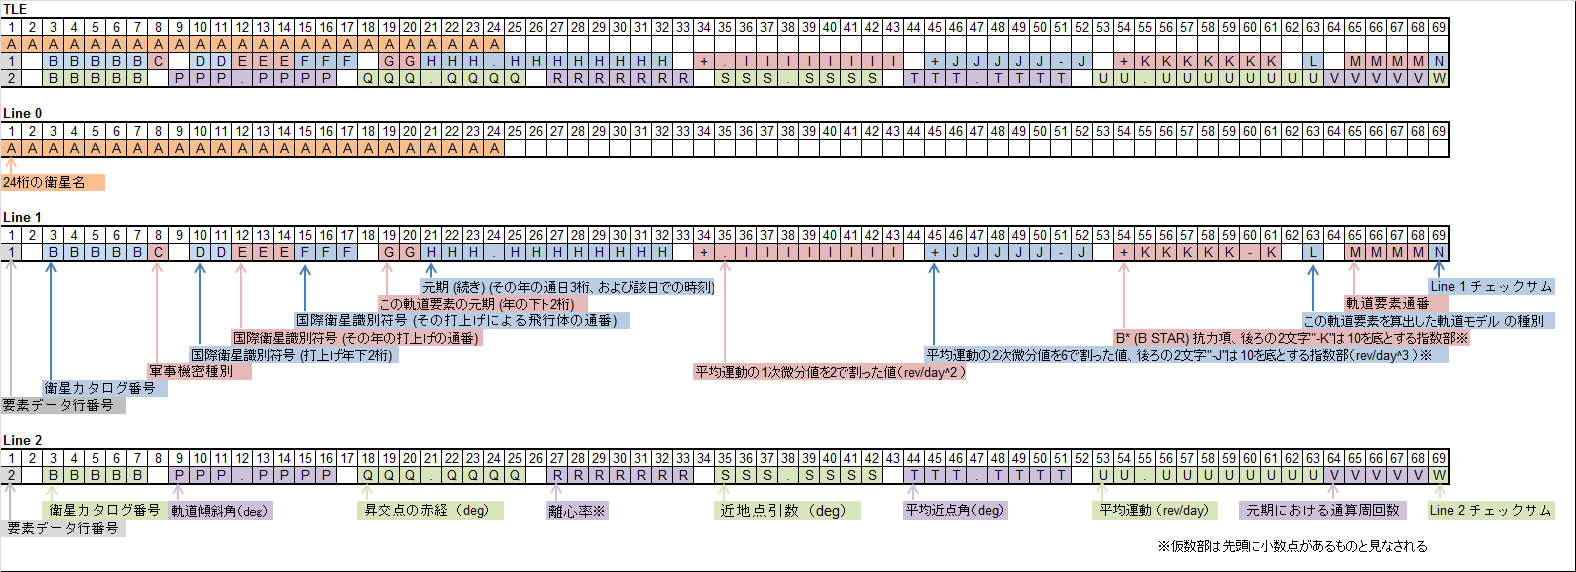 TLE
1 2 3 4 5 6 7 8 9 10 11 12 13 14 15 16 17 18 19 20 21 22 23 24 25 26 27 28 29 30 31 32 33 34 35 36 37 38 39 40 41 42 43 44 45 46 47 48 49 50 51 52 53 54 55 56 57 58 59 60 61 62 63 64 65 66 67 68 69
A A A A A A A A A A A A A A A A A A A A A A A A
1 B B B B B C D D E E E F F F G G H H H . H H H H H H H H + . I I I I I I I I + J J J J J - J + K K K K K K K L M M M M N
2 B B B B B P P P . P P P P Q Q Q . Q Q Q Q R R R R R R R S S S . S S S S T T T . T T T T U U . U U U U U U U U V V V V V W
Line 0
1 2 3 4 5 6 7 8 9 10 11 12 13 14 15 16 17 18 19 20 21 22 23 24 25 26 27 28 29 30 31 32 33 34 35 36 37 38 39 40 41 42 43 44 45 46 47 48 49 50 51 52 53 54 55 56 57 58 59 60 61 62 63 64 65 66 67 68 69
A A A A A A A A A A A A A A A A A A A A A A A A
24桁の衛星名
Line 1
1 2 3 4 5 6 7 8 9 10 11 12 13 14 15 16 17 18 19 20 21 22 23 24 25 26 27 28 29 30 31 32 33 34 35 36 37 38 39 40 41 42 43 44 45 46 47 48 49 50 51 52 53 54 55 56 57 58 59 60 61 62 63 64 65 66 67 68 69
1 B B B B B C D D E E E F F F G G H H H . H H H H H H H H + . I I I I I I I I + J J J J J - J + K K K K K - K L M M M M N
元期 (続き) (その年の通日3桁、および該日での時刻)
Line 1 チェックサム
この軌道要素の元期 (年の下ト2桁)
軌道要素通番
国際衛星識別符号 (その打上げによる飛行体の通番)
この軌道要素を算出した軌道モデル の種別
国際衛星識別符号 (その年の打上げの通番)
B* (B STAR) 抗力項、後ろの2文字"-K"は10を底とする指数部※
国際衛星識別符号 (打上げ年下2桁)
平均運動の2次微分値を6で割った値、後ろの2文字"-J"は10を底とする指数部（rev/day^3 ）※
軍事機密種別
平均運動の1次微分値を2で割った値（rev/day^2 ）
衛星カタログ番号
要素データ行番号
Line 2
1 2 3 4 5 6 7 8 9 10 11 12 13 14 15 16 17 18 19 20 21 22 23 24 25 26 27 28 29 30 31 32 33 34 35 36 37 38 39 40 41 42 43 44 45 46 47 48 49 50 51 52 53 54 55 56 57 58 59 60 61 62 63 64 65 66 67 68 69
2 B B B B B P P P . P P P P Q Q Q . Q Q Q Q R R R R R R R S S S . S S S S T T T . T T T T U U . U U U U U U U U V V V V V W
衛星カタログ番号 軌道傾斜角（deg） 昇交点の赤経（deg） 離心率※ 近地点引数（deg） 平均近点角（deg） 平均運動（rev/day） 元期における通算周回数 Line 2 チェックサム
要素データ行番号
※仮数部は先頭に小数点があるものと見なされる